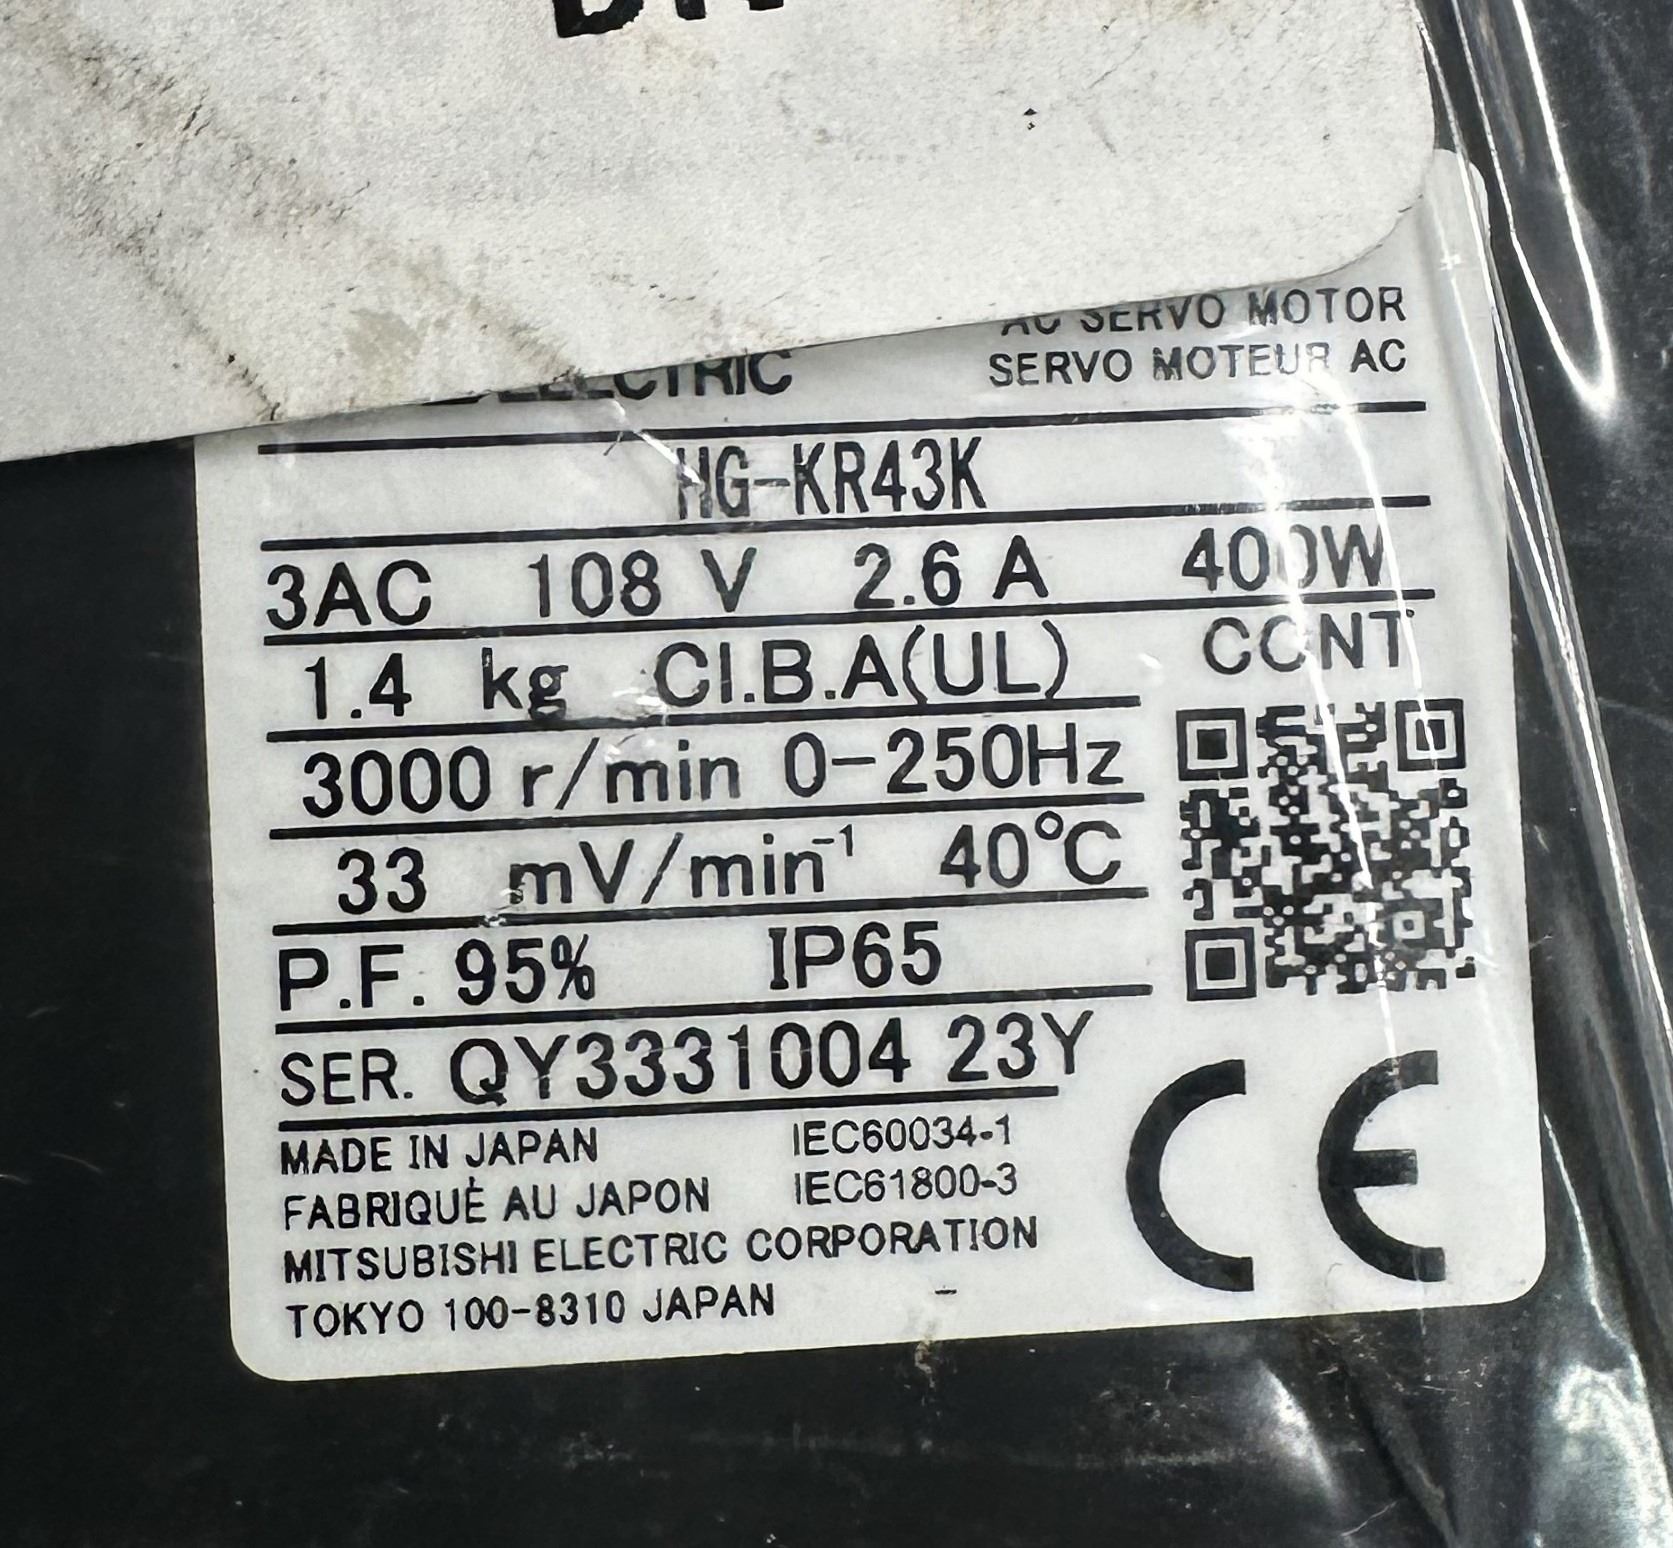 AC SERVO MOTOR
ELECTRIC
SERVO MOTEUR AC
HG-KR43K
3AC 108 V 2.6 A 400W
1.4 kg Cl.B.A(UL) CONT
3000 r/min 0-250Hz
33 mV/min⁻¹ 40℃
P.F. 95% IP65
SER. QY3331004 23Y
MADE IN JAPAN IEC60034-1
FABRIQUÉ AU JAPON IEC61800-3
MITSUBISHI ELECTRIC CORPORATION
TOKYO 100-8310 JAPAN
CE